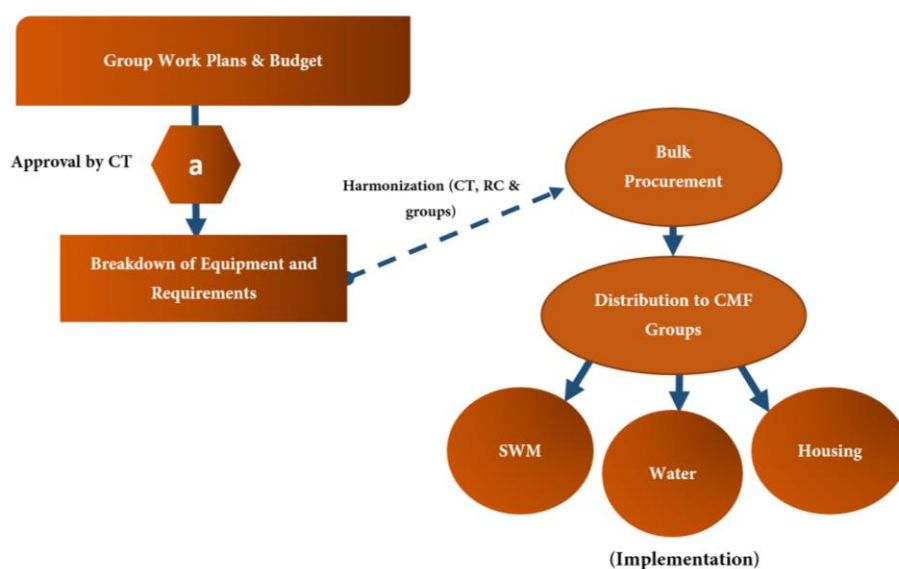 Group Work Plans & Budget
Approval by CT
a
Breakdown of Equipment and
Requirements
Harmonization (CT, RC &
groups)
Bulk
Procurement
Distribution to CMF
Groups
SWM
Water
Housing
(Implementation)